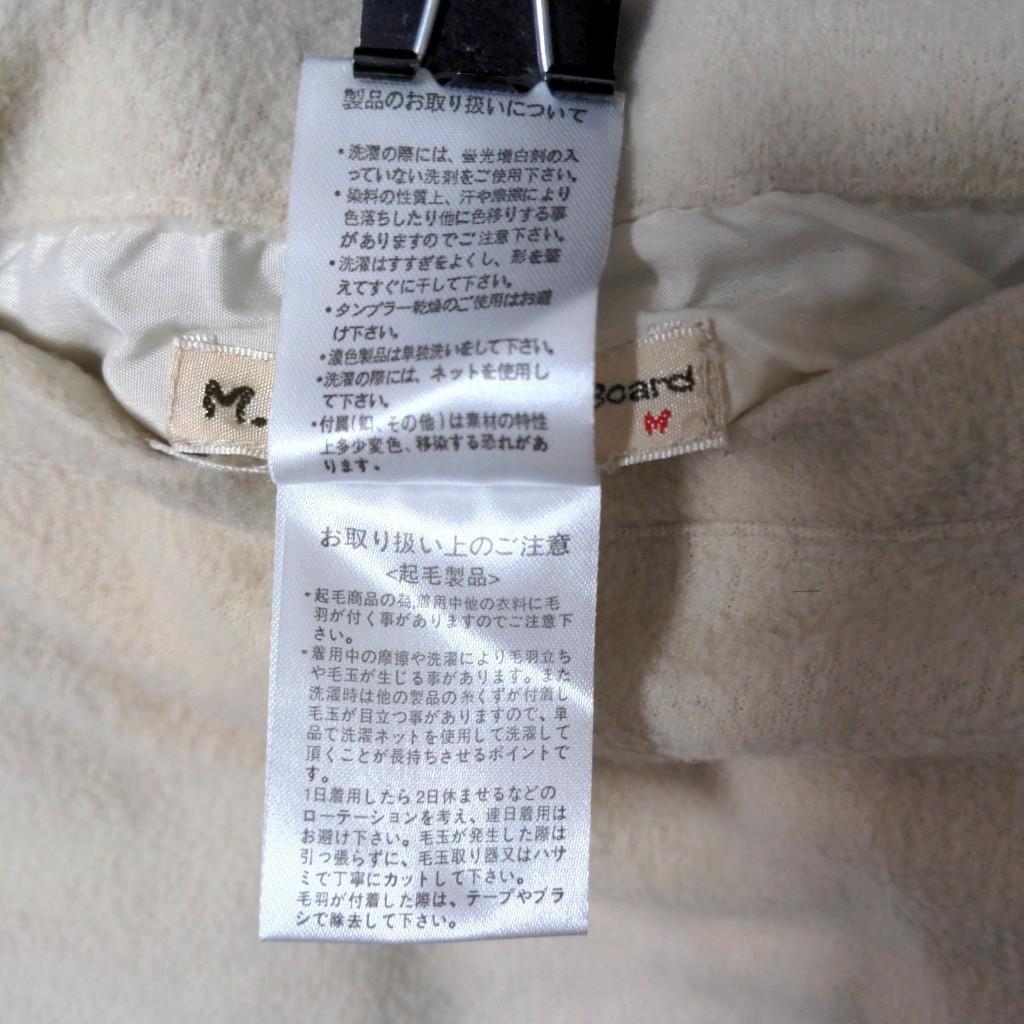 製品のお取り扱いについて
・洗濯の際には、蛍光増白剤の入
っていない洗剤をご使用下さい。
・染料の性質上、汗や摩擦により
色落ちしたり他に色移りする事
がありますのでご注意下さい。
・洗濯はすすぎをよくし、形を整
えてすぐに干して下さい。
・タンブラー乾燥のご使用はお避
け下さい。
・濃色製品は単独洗いをして下さい。
・洗濯の際には、ネットを使用し
て下さい。
・付属(釦、その他)は素材の特性
上多少変色、移染する恐れがあ
ります。
M.
Board
M
お取り扱い上のご注意
<起毛製品>
・起毛商品の為,着用中他の衣料に毛
羽が付く事がありますのでご注意下
さい。
・着用中の摩擦や洗濯により毛羽立ち
や毛玉が生じる事があります。また
洗濯時は他の製品の糸くずが付着し
毛玉が目立つ事がありますので、単
品で洗濯ネットを使用して洗濯して
頂くことが長持ちさせるポイントで
す。
1日着用したら2日休ませるなどの
ローテーションを考え、連日着用は
お避け下さい。毛玉が発生した際は
引っ張らずに、毛玉取り器又はハサ
ミで丁寧にカットして下さい。
毛羽が付着した際は、テープやブラ
シで除去して下さい。